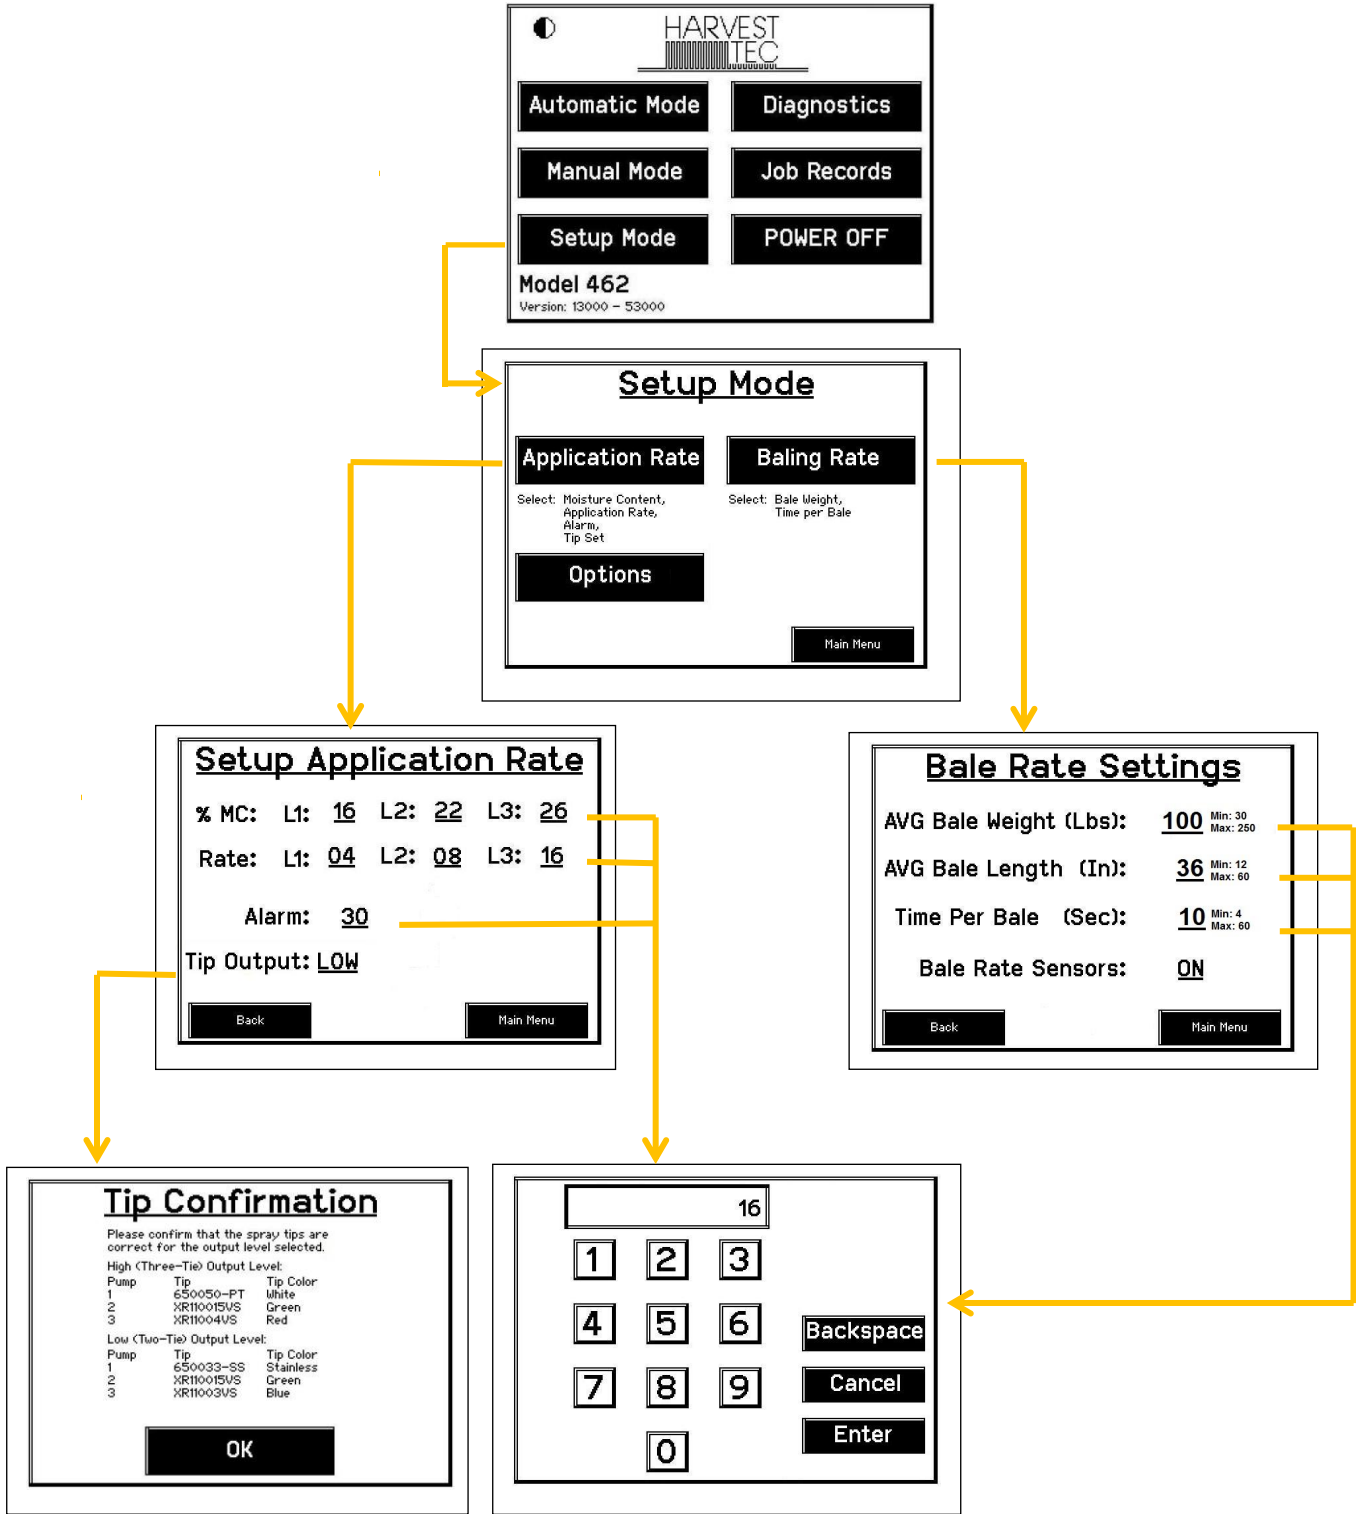 HARVEST
TEC
Automatic Mode
Diagnostics
Manual Mode
Job Records
Setup Mode
POWER OFF
Model 462
Version: 13000 - 53000
Setup Mode
Application Rate
Baling Rate
Select: Moisture Content,
Application Rate,
Alarm,
Tip Set
Select: Bale Weight,
Time per Bale
Options
Main Menu
Setup Application Rate
% MC: L1: 16 L2: 22 L3: 26
Rate: L1: 04 L2: 08 L3: 16
Alarm: 30
Tip Output: LOW
Back
Main Menu
Bale Rate Settings
AVG Bale Weight (Lbs): 100 Min: 30
Max: 250
AVG Bale Length (In): 36 Min: 12
Max: 60
Time Per Bale (Sec): 10 Min: 4
Max: 60
Bale Rate Sensors: ON
Back
Main Menu
Tip Confirmation
Please confirm that the spray tips are
correct for the output level selected.
High (Three-Tie) Output Level:
Pump Tip Tip Color
1 650050-PT White
2 XR110015VS Green
3 XR11004VS Red
Low (Two-Tie) Output Level:
Pump Tip Tip Color
1 650033-SS Stainless
2 XR110015VS Green
3 XR11003VS Blue
OK
16
1 2 3
4 5 6
7 8 9
0
Backspace
Cancel
Enter